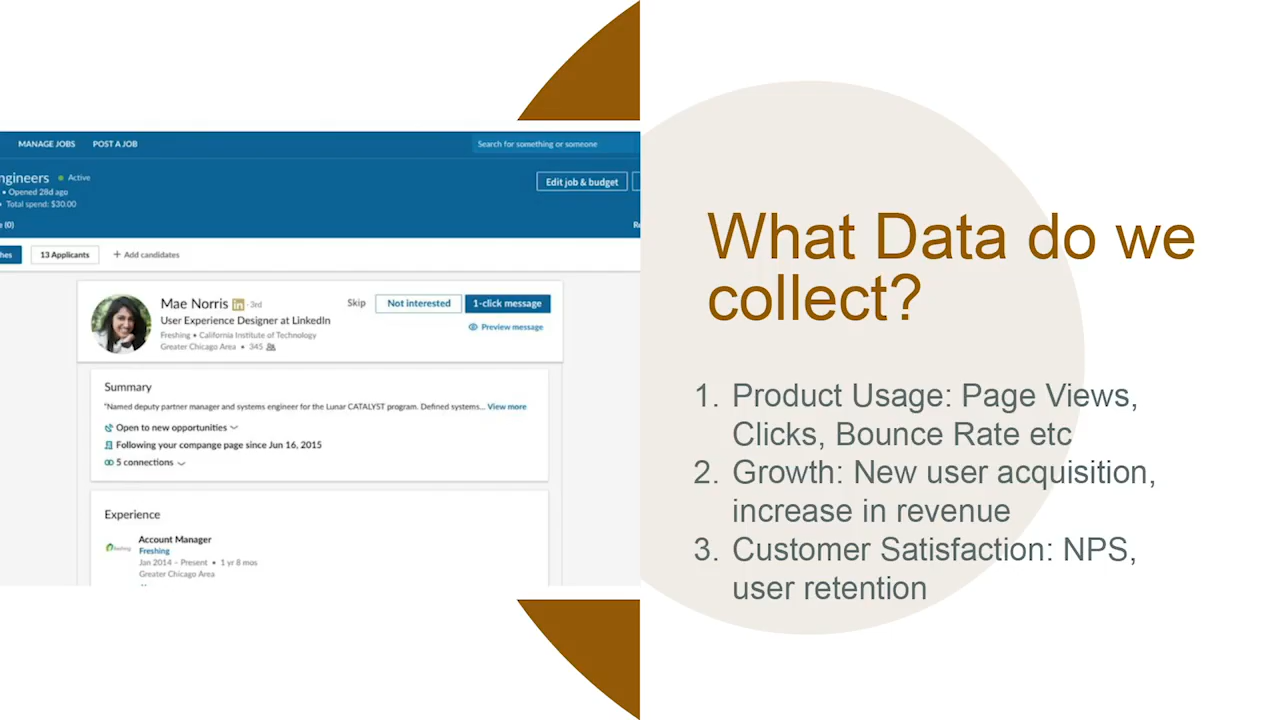 MANAGE JOBS POST A JOB Search for something or someone
ngineers Active
• Opened 28d ago
Edit job & budget
• Total spend: $30.00
e (0) Re
hes 13 Applicants + Add candidates
Mae Norris in · 3rd Skip Not interested 1-click message
User Experience Designer at LinkedIn
Preview message
Freshing • California Institute of Technology
Greater Chicago Area • 345
Summary
"Named deputy partner manager and systems engineer for the Lunar CATALYST program. Defined systems... View more
Open to new opportunities
Following your compange page since Jun 16, 2015
5 connections
Experience
Account Manager
freshing
Freshing
Jan 2014 – Present • 1 yr 8 mos
Greater Chicago Area
What Data do we
collect?
1. Product Usage: Page Views,
Clicks, Bounce Rate etc
2. Growth: New user acquisition,
increase in revenue
3. Customer Satisfaction: NPS,
user retention